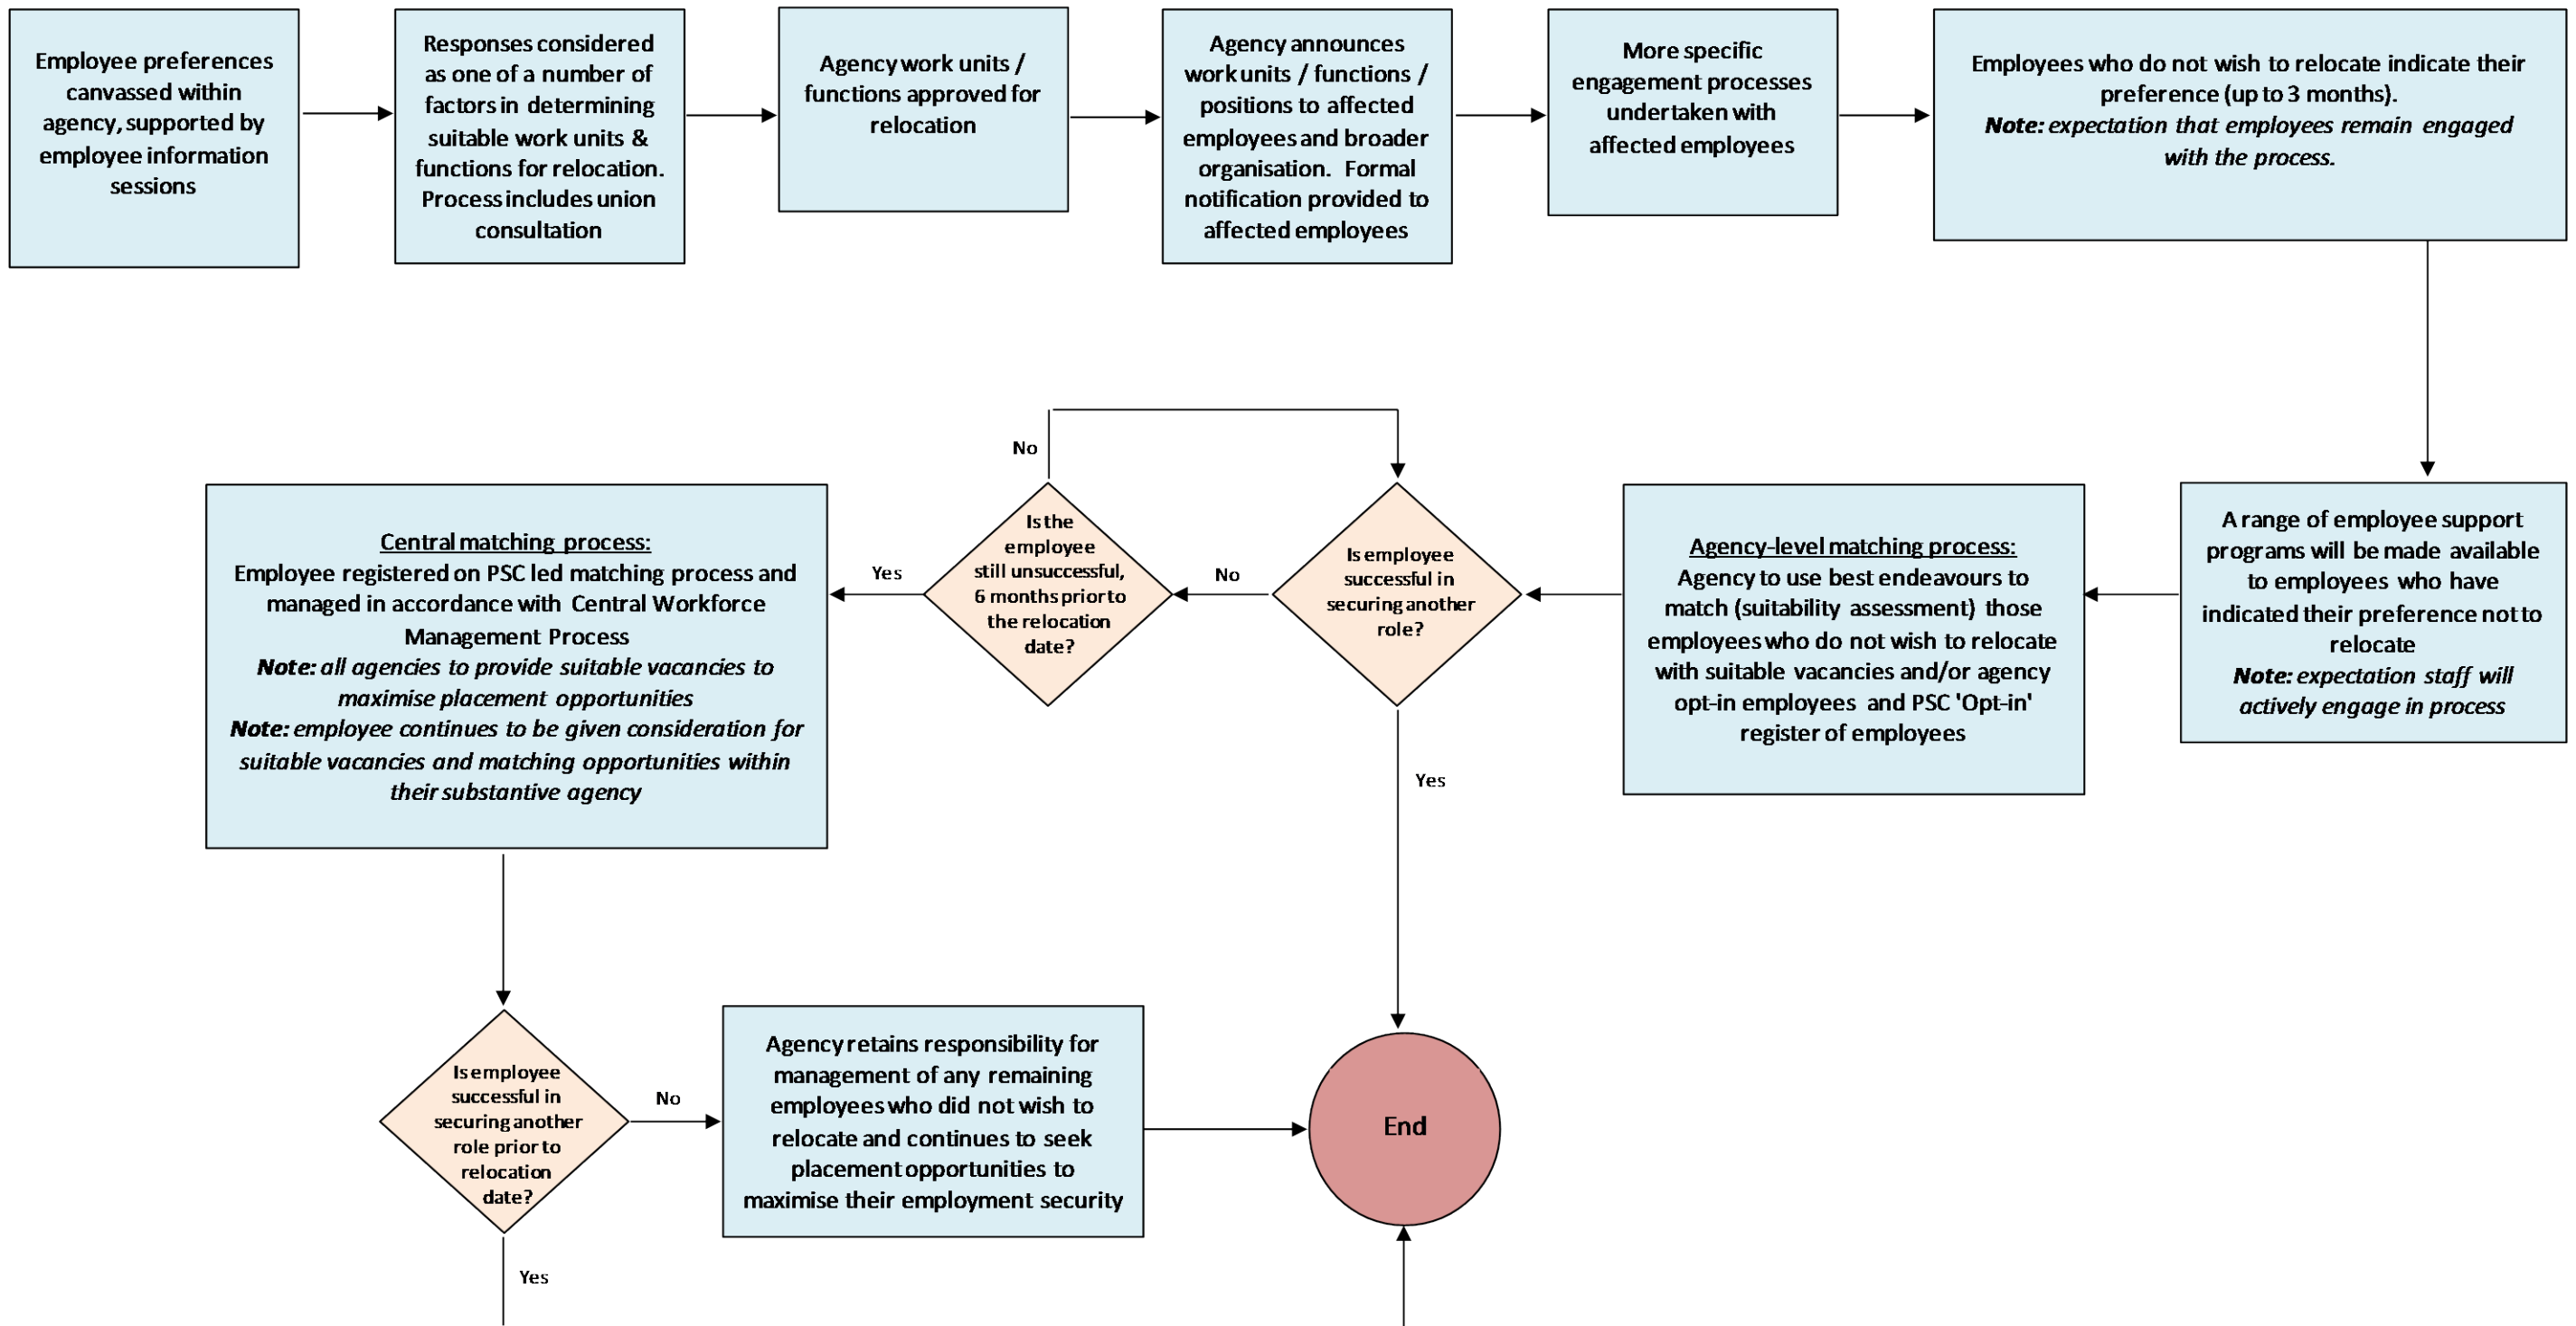 Employee preferences
canvassed within
agency, supported by
employee information
sessions
Responses considered
as one of a number of
factors in determining
suitable work units &
functions for relocation.
Process includes union
consultation
Agency work units /
functions approved for
relocation
Agency announces
work units / functions /
positions to affected
employees and broader
organisation. Formal
notification provided to
affected employees
More specific
engagement processes
undertaken with
affected employees
Employees who do not wish to relocate indicate their
preference (up to 3 months).
Note: expectation that employees remain engaged
with the process.
A range of employee support
programs will be made available
to employees who have
indicated their preference not to
relocate
Note: expectation staff will
actively engage in process
Agency-level matching process:
Agency to use best endeavours to
match (suitability assessment) those
employees who do not wish to relocate
with suitable vacancies and/or agency
opt-in employees and PSC 'Opt-in'
register of employees
Is employee
successful in
securing another
role?
No
Yes
Is the
employee
still unsuccessful,
6 months prior to
the relocation
date?
No
Yes
Central matching process:
Employee registered on PSC led matching process and
managed in accordance with Central Workforce
Management Process
Note: all agencies to provide suitable vacancies to
maximise placement opportunities
Note: employee continues to be given consideration for
suitable vacancies and matching opportunities within
their substantive agency
Is employee
successful in
securing another
role prior to
relocation
date?
No
Yes
Agency retains responsibility for
management of any remaining
employees who did not wish to
relocate and continues to seek
placement opportunities to
maximise their employment security
End